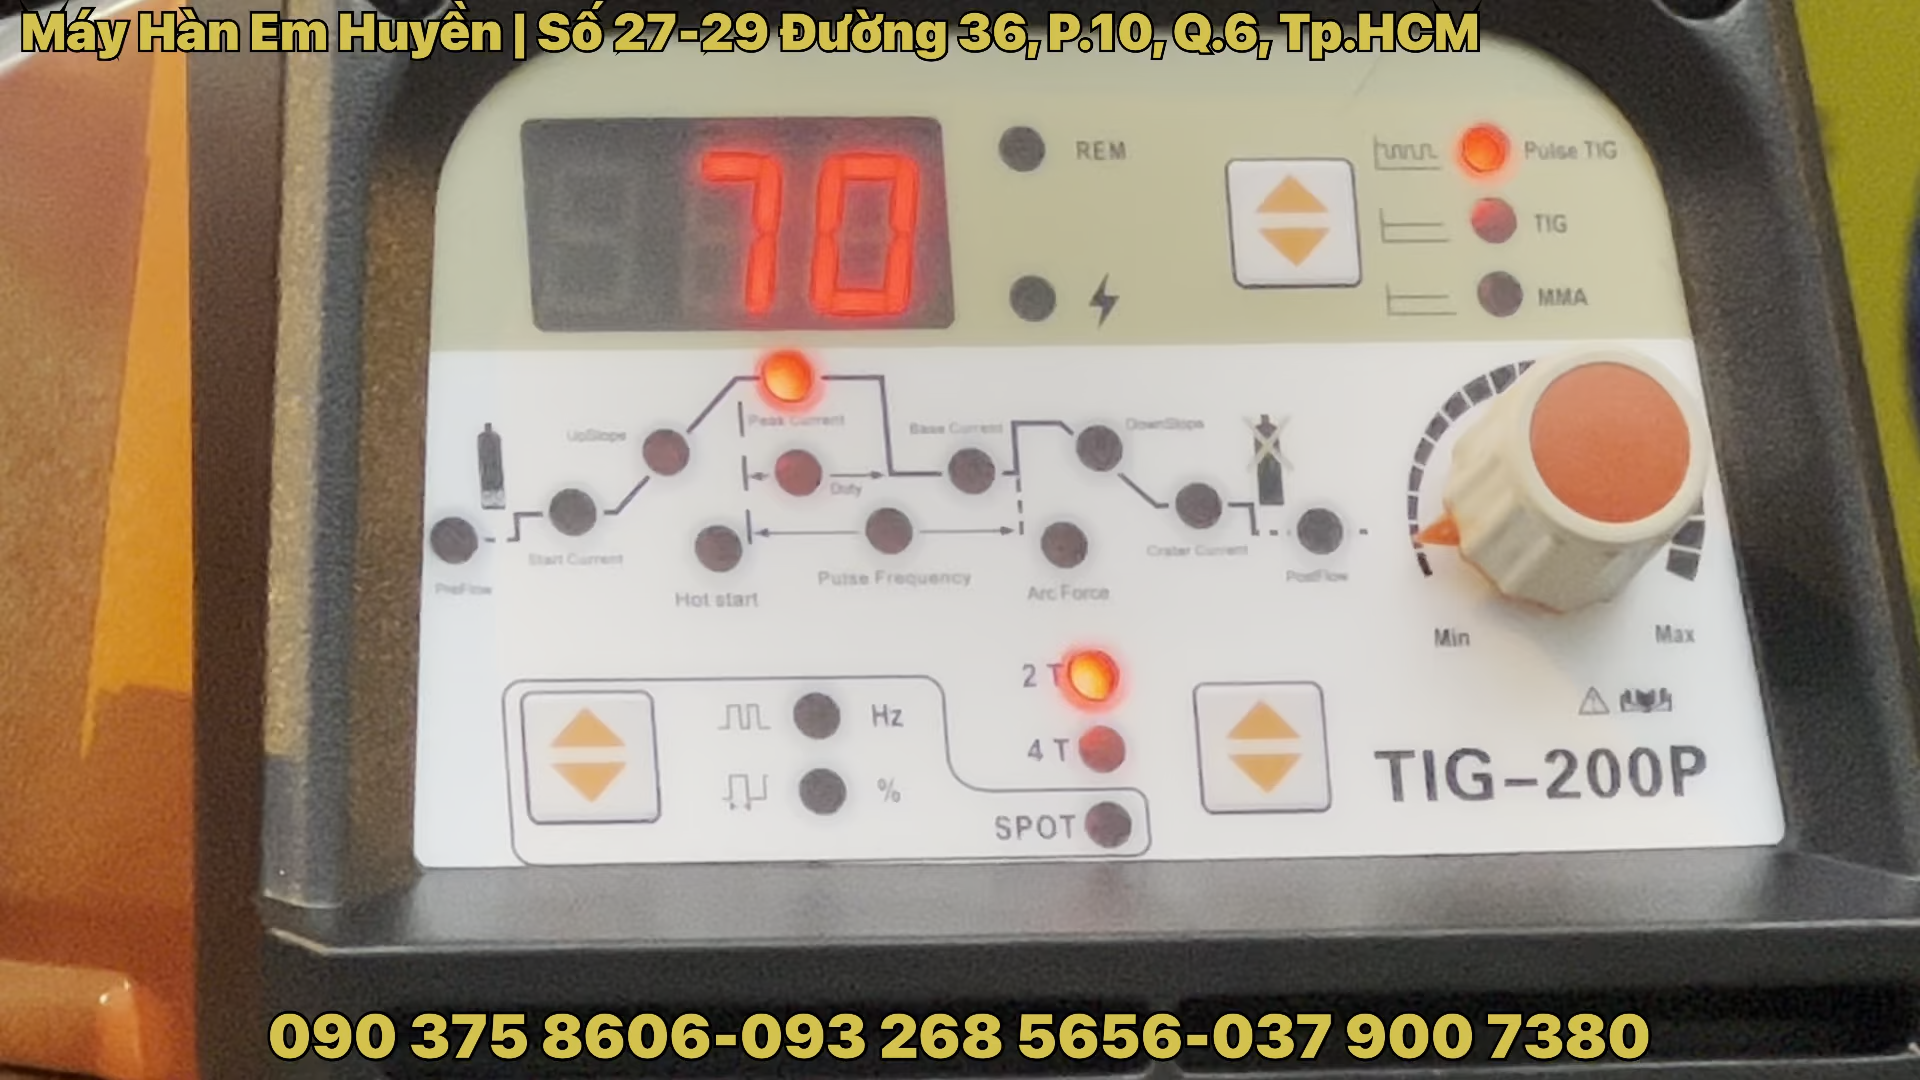 Máy Hàn Em Huyền | Số 27-29 Đường 36, P.10, Q.6, Tp.HCM
70
REM
Pulse TIG
TIG
MMA
Peak Current
UpSlope
Base Current
DownSlope
Duty
Start Current
Crater Current
PreFlow
Pulse Frequency
PostFlow
Hot start
Arc Force
Min
Max
2 T
Hz
4 T
%
SPOT
TIG-200P
090 375 8606-093 268 5656-037 900 7380